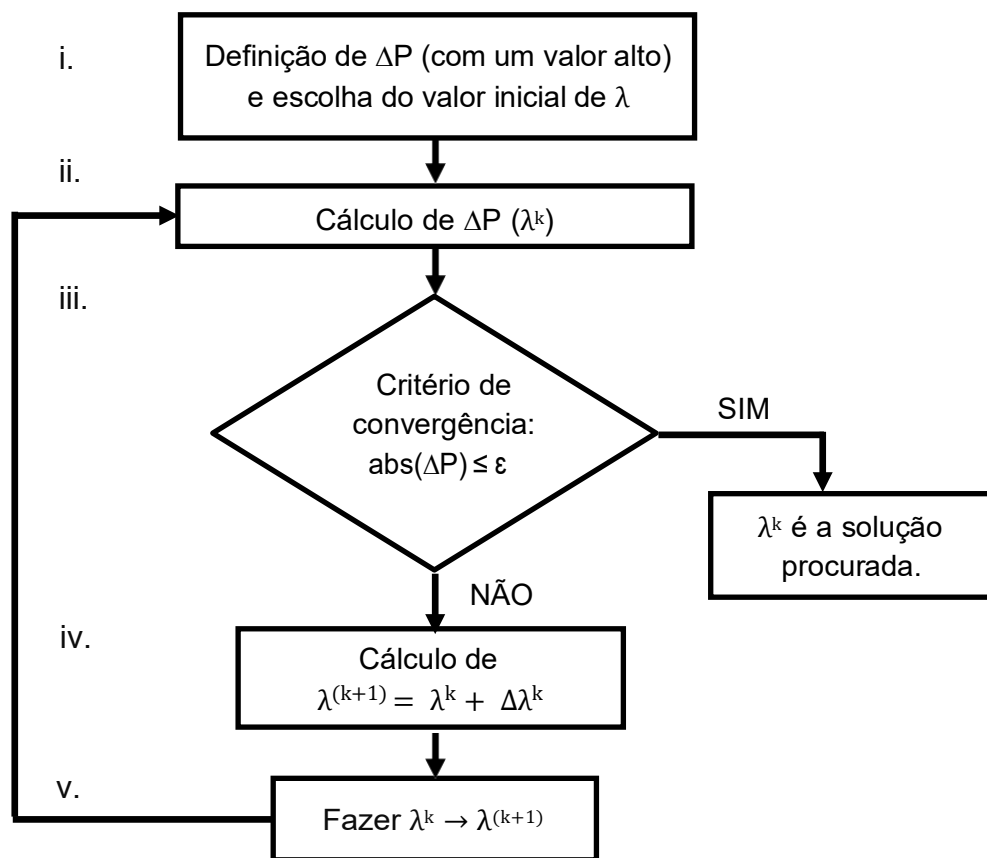 i.
Definição de ΔP (com um valor alto)
e escolha do valor inicial de λ
ii.
Cálculo de ΔP (λᵏ)
iii.
Critério de
convergência:
abs(ΔP) ≤ ε
SIM
λᵏ é a solução
procurada.
NÃO
iv.
Cálculo de
λ⁽ᵏ⁺¹⁾ = λᵏ + Δλᵏ
v.
Fazer λᵏ → λ⁽ᵏ⁺¹⁾